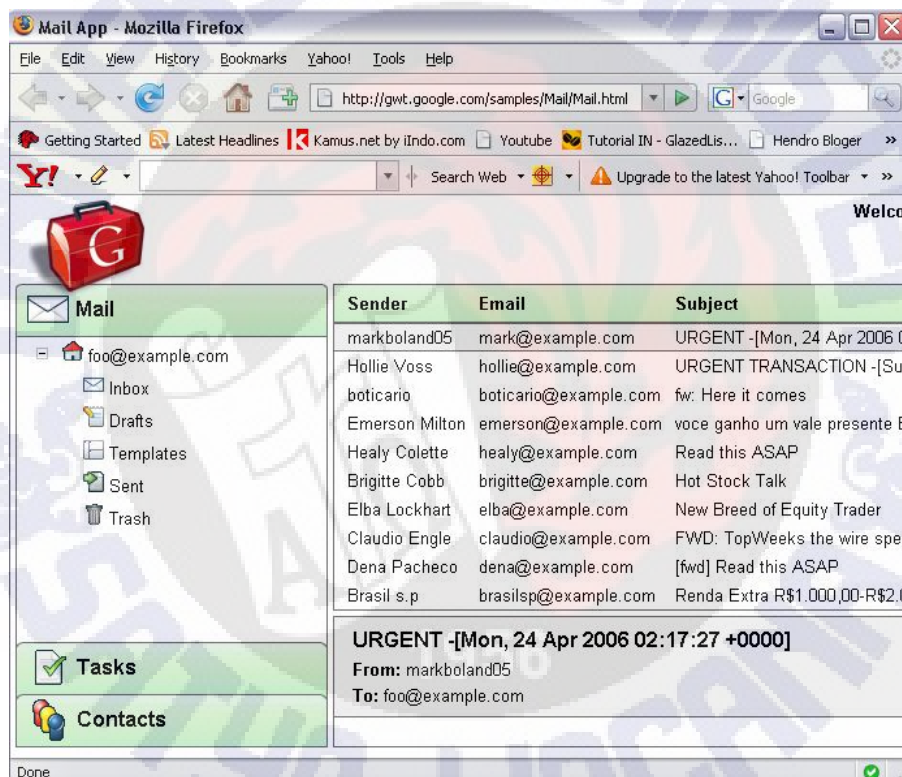 Mail App - Mozilla Firefox
File Edit View History Bookmarks Yahoo! Tools Help
http://gwt.google.com/samples/Mail/Mail.html G Google
Getting Started Latest Headlines K Kamus.net by iIndo.com Youtube Tutorial IN - GlazedLis... Hendro Bloger »
Y! Search Web Upgrade to the latest Yahoo! Toolbar »
Welco
G
Mail
foo@example.com
Inbox
Drafts
Templates
Sent
Trash
Tasks
Contacts
Sender Email Subject
markboland05 mark@example.com URGENT -[Mon, 24 Apr 2006 0
Hollie Voss hollie@example.com URGENT TRANSACTION -[Su
boticario boticario@example.com fw: Here it comes
Emerson Milton emerson@example.com voce ganho um vale presente B
Healy Colette healy@example.com Read this ASAP
Brigitte Cobb brigitte@example.com Hot Stock Talk
Elba Lockhart elba@example.com New Breed of Equity Trader
Claudio Engle claudio@example.com FWD: TopWeeks the wire spe
Dena Pacheco dena@example.com [fwd] Read this ASAP
Brasil s.p brasilsp@example.com Renda Extra R$1.000,00-R$2.0
URGENT -[Mon, 24 Apr 2006 02:17:27 +0000]
From: markboland05
To: foo@example.com
1956
Done